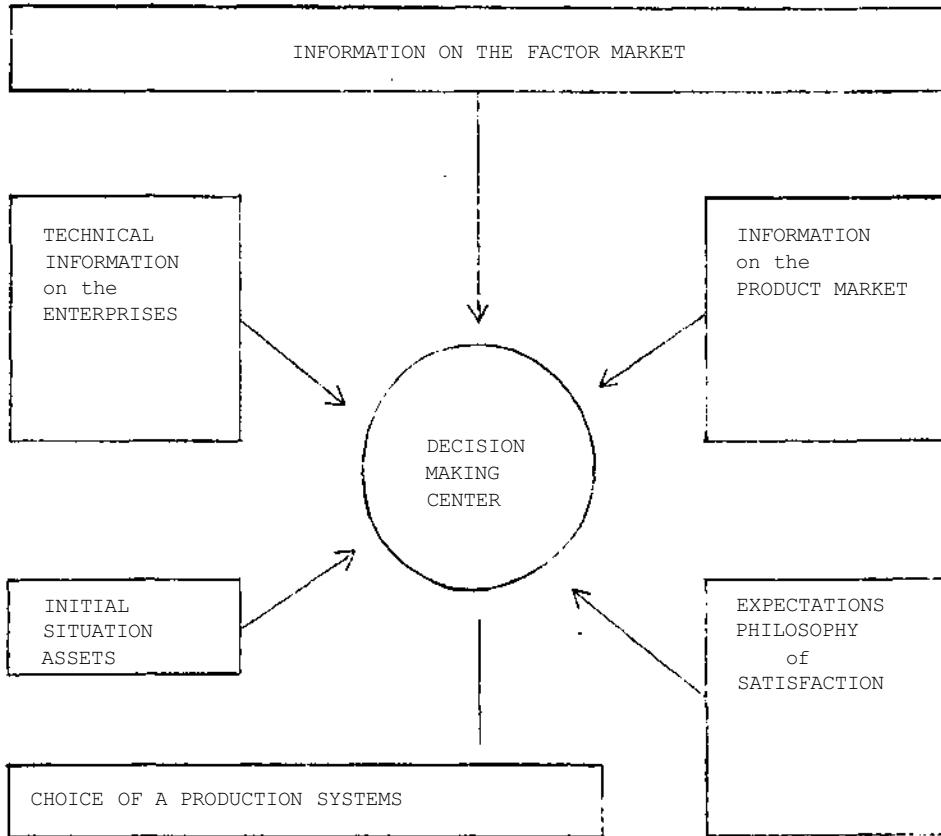 INFORMATION ON THE FACTOR MARKET
TECHNICAL
INFORMATION
on the
ENTERPRISES
INFORMATION
on the
PRODUCT MARKET
DECISION
MAKING
CENTER
INITIAL
SITUATION
ASSETS
EXPECTATIONS
PHILOSOPHY
of
SATISFACTION
CHOICE OF A PRODUCTION SYSTEMS